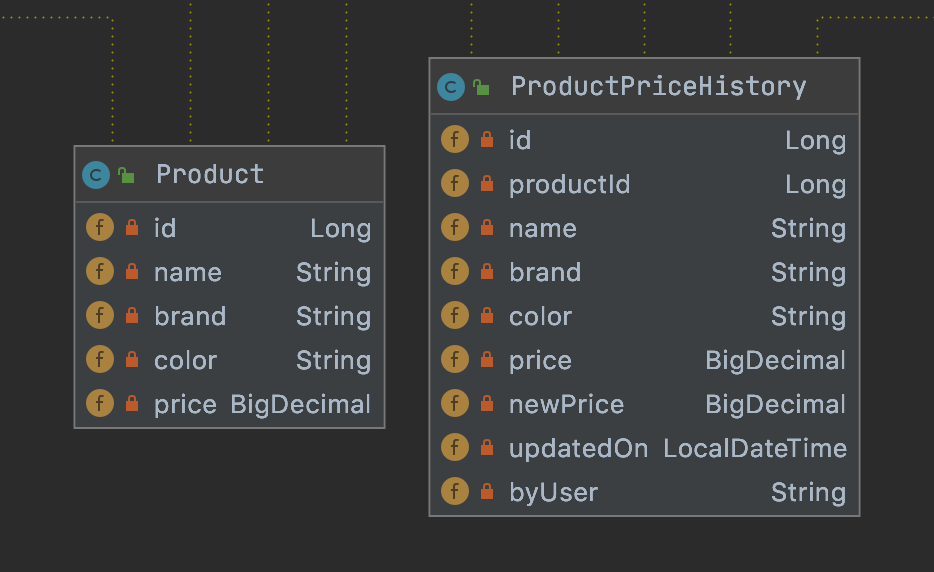 C Product
f id Long
f name String
f brand String
f color String
f price BigDecimal
C ProductPriceHistory
f id Long
f productId Long
f name String
f brand String
f color String
f price BigDecimal
f newPrice BigDecimal
f updatedOn LocalDateTime
f byUser String